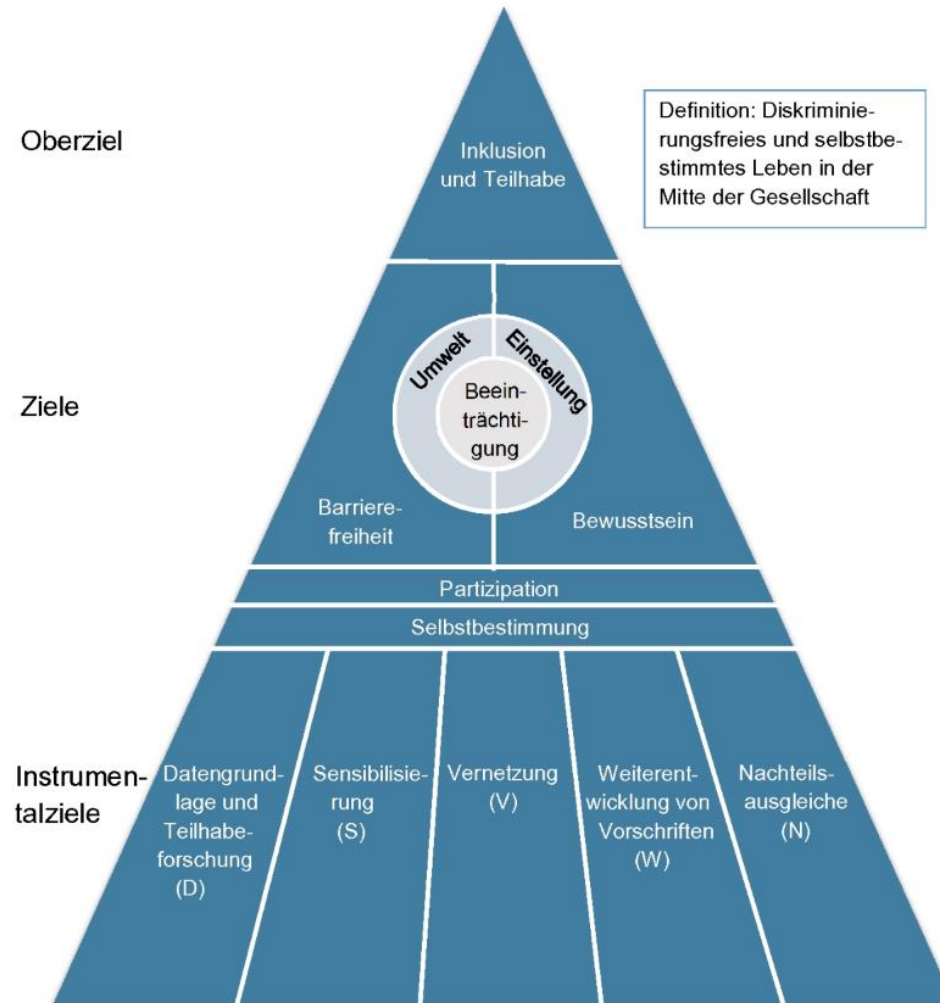 Oberziel
Inklusion
und Teilhabe
Definition: Diskriminie-
rungsfreies und selbstbe-
stimmtes Leben in der
Mitte der Gesellschaft
Ziele
Umwelt
Einstellung
Beein-
trächti-
gung
Barriere-
freiheit
Bewusstsein
Partizipation
Selbstbestimmung
Instrumen-
talziele
Datengrund-
lage und
Teilhabe-
forschung
(D)
Sensibilisie-
rung
(S)
Vernetzung
(V)
Weiterent-
wicklung von
Vorschriften
(W)
Nachteils-
ausgleiche
(N)